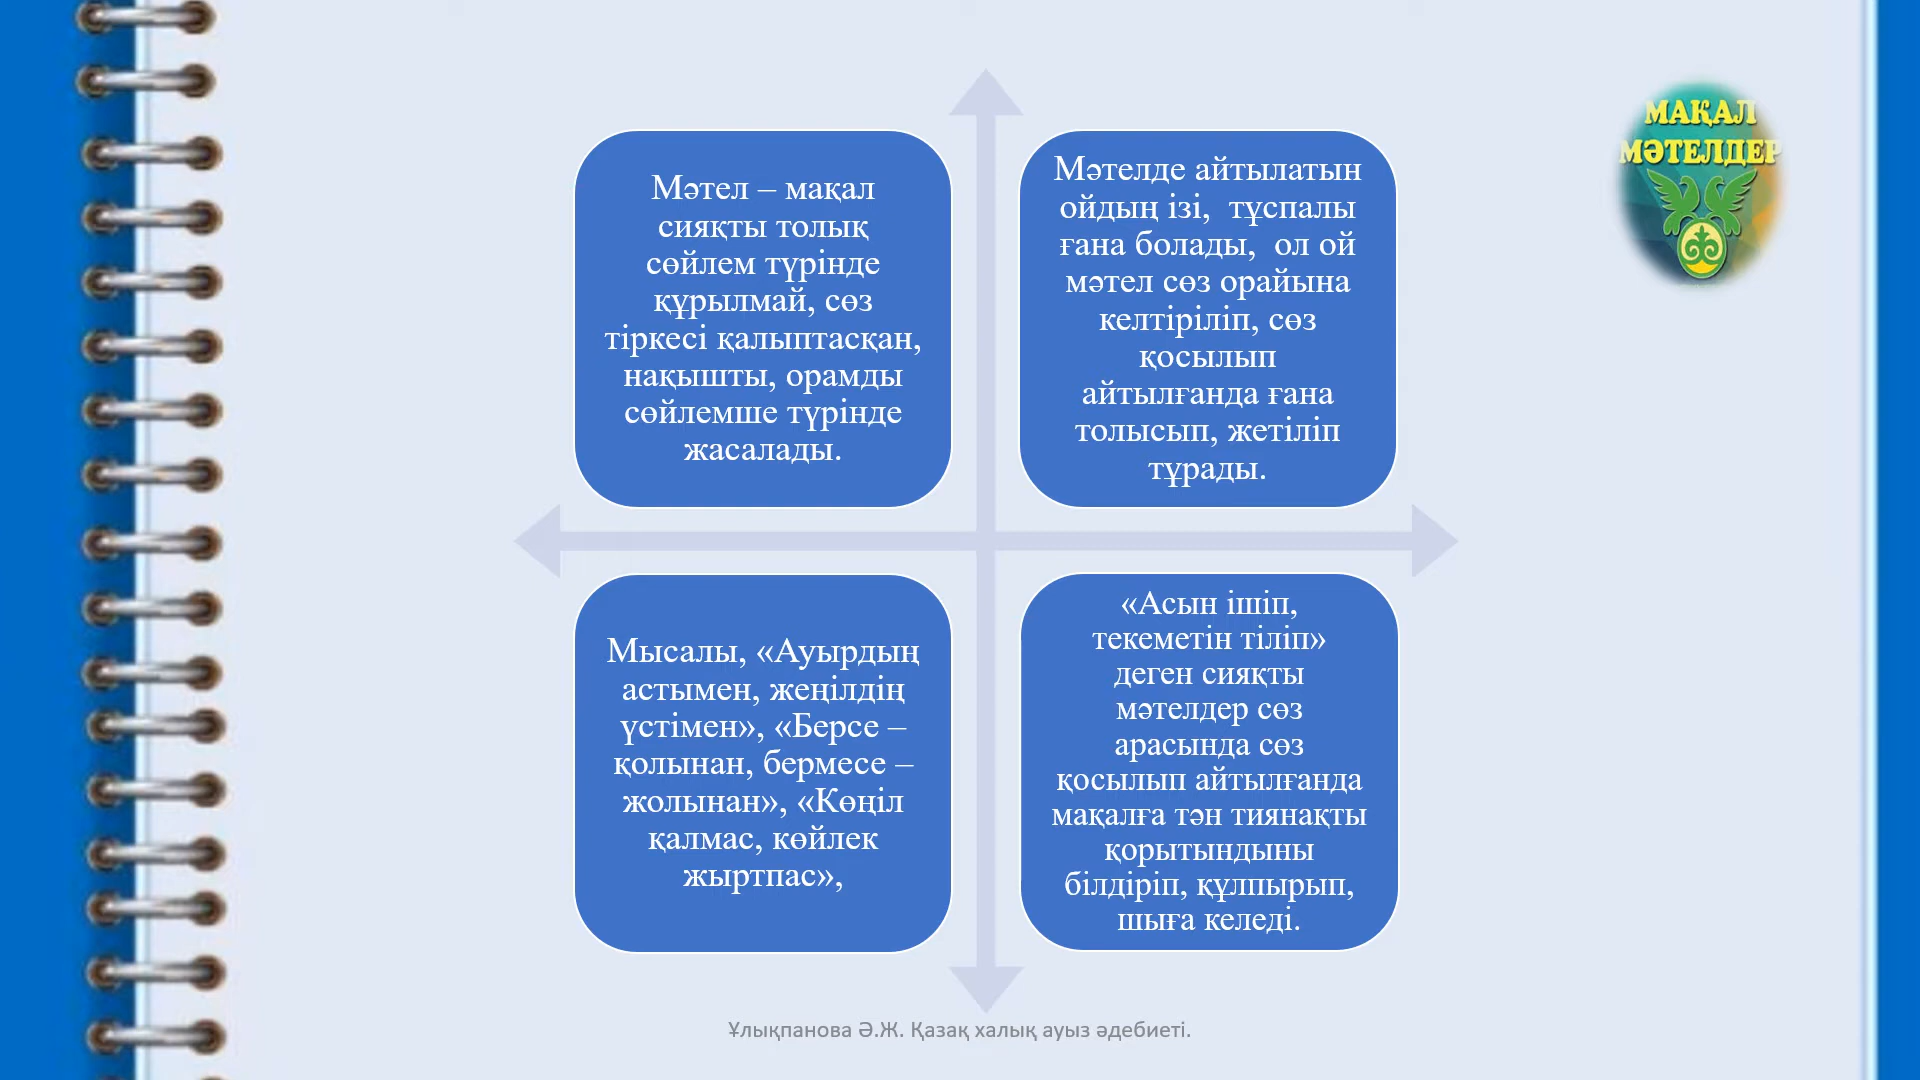 МАҚАЛ
МӘТЕЛДЕР
Мәтел – мақал
сияқты толық
сөйлем түрінде
құрылмай, сөз
тіркесі қалыптасқан,
нақышты, орамды
сөйлемше түрінде
жасалады.
Мәтелде айтылатын
ойдың ізі,  тұспалы
ғана болады,  ол ой
мәтел сөз орайына
келтіріліп, сөз
қосылып
айтылғанда ғана
толысып, жетіліп
тұрады.
Мысалы, «Ауырдың
астымен, жеңілдің
үстімен», «Берсе –
қолынан, бермесе –
жолынан», «Көңіл
қалмас, көйлек
жыртпас»,
«Асын ішіп,
текеметін тіліп»
деген сияқты
мәтелдер сөз
арасында сөз
қосылып айтылғанда
мақалға тән тиянақты
қорытындыны
білдіріп, құлпырып,
шыға келеді.
Ұлықпанова Ә.Ж. Қазақ халық ауыз әдебиеті.